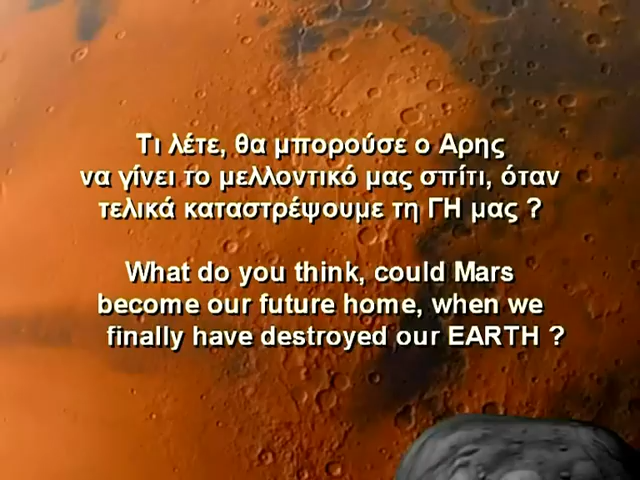 Τι λέτε, θα μπορούσε ο Αρης
να γίνει το μελλοντικό μας σπίτι, όταν
τελικά καταστρέψουμε τη ΓΗ μας ?
What do you think, could Mars
become our future home, when we
finally have destroyed our EARTH ?